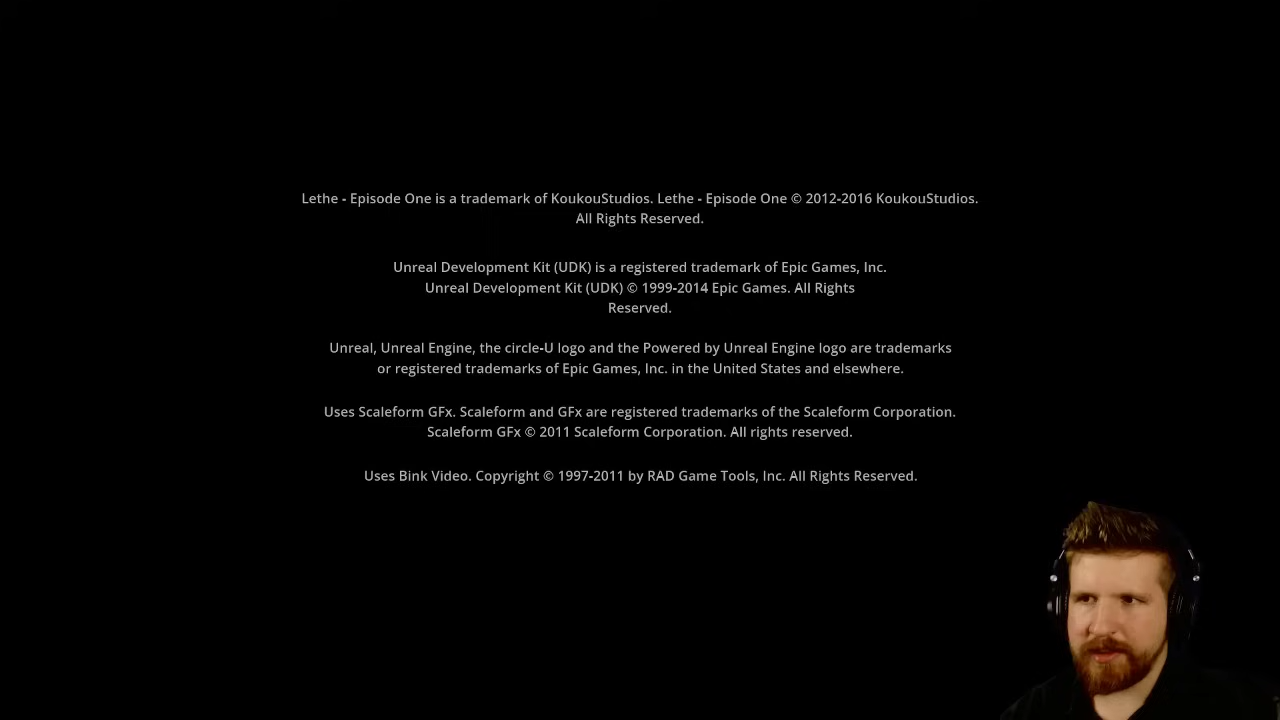 Lethe - Episode One is a trademark of KoukouStudios. Lethe - Episode One © 2012-2016 KoukouStudios.
All Rights Reserved.
Unreal Development Kit (UDK) is a registered trademark of Epic Games, Inc.
Unreal Development Kit (UDK) © 1999-2014 Epic Games. All Rights
Reserved.
Unreal, Unreal Engine, the circle-U logo and the Powered by Unreal Engine logo are trademarks
or registered trademarks of Epic Games, Inc. in the United States and elsewhere.
Uses Scaleform GFx. Scaleform and GFx are registered trademarks of the Scaleform Corporation.
Scaleform GFx © 2011 Scaleform Corporation. All rights reserved.
Uses Bink Video. Copyright © 1997-2011 by RAD Game Tools, Inc. All Rights Reserved.